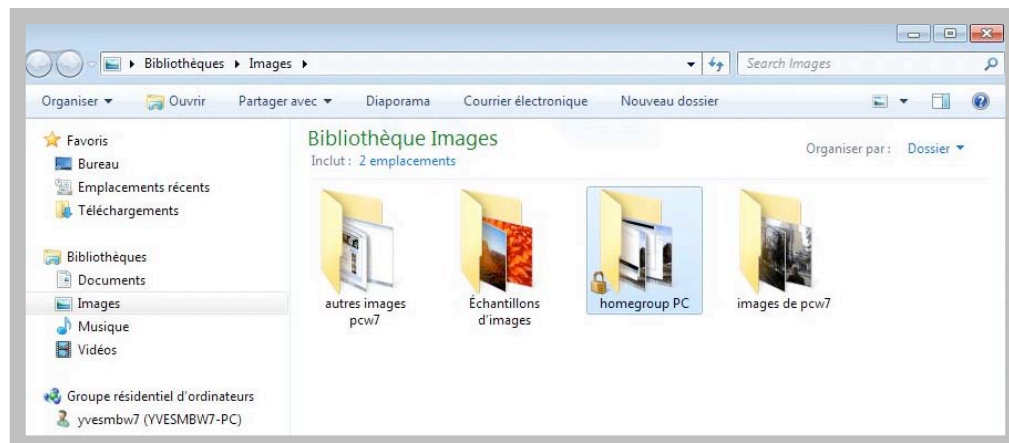 Bibliothèques Images
Search Images
Organiser Ouvrir Partager avec Diaporama Courrier électronique Nouveau dossier
Favoris
Bureau
Emplacements récents
Téléchargements
Bibliothèques
Documents
Images
Musique
Vidéos
Groupe résidentiel d'ordinateurs
yvesmbw7 (YVESMBW7-PC)
Bibliothèque Images
Inclut : 2 emplacements
Organiser par : Dossier
autres images
pcw7
Échantillons
d'images
homegroup PC
images de pcw7